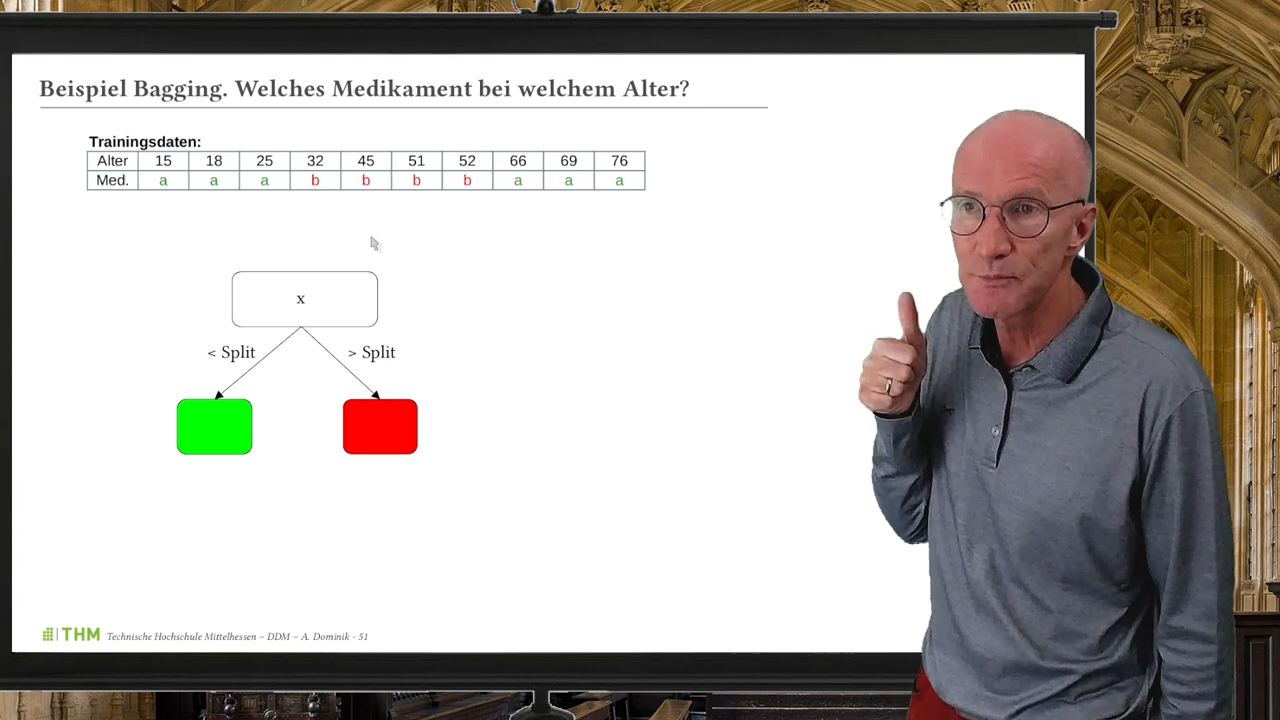 Beispiel Bagging. Welches Medikament bei welchem Alter?
Trainingsdaten:
Alter 15 18 25 32 45 51 52 66 69 76
Med. a a a b b b b a a a
x
< Split > Split
THM Technische Hochschule Mittelhessen – DDM – A. Dominik - 51